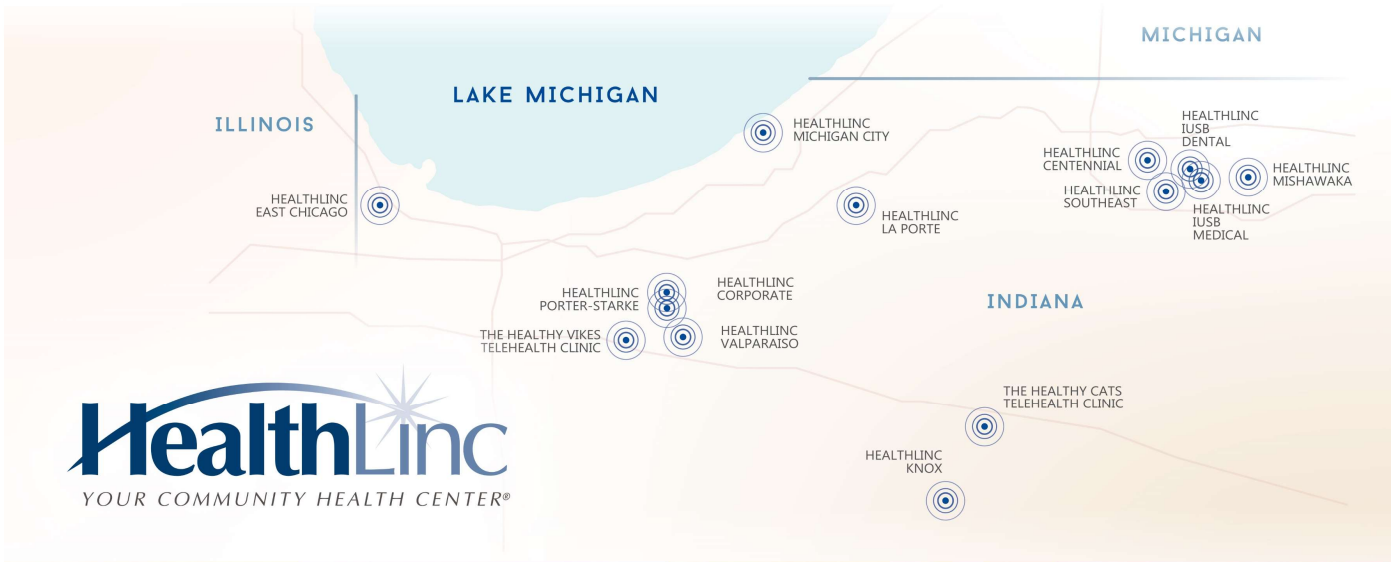 MICHIGAN
LAKE MICHIGAN
ILLINOIS
HEALTHLINC
MICHIGAN CITY
HEALTHLINC
IUSB
DENTAL
HEALTHLINC
CENTENNIAL
HEALTHLINC
MISHAWAKA
HEALTHLINC
SOUTHEAST
HEALTHLINC
IUSB
MEDICAL
HEALTHLINC
EAST CHICAGO
HEALTHLINC
LA PORTE
HEALTHLINC
PORTER-STARKE
HEALTHLINC
CORPORATE
INDIANA
THE HEALTHY VIKES
TELEHEALTH CLINIC
HEALTHLINC
VALPARAISO
THE HEALTHY CATS
TELEHEALTH CLINIC
HEALTHLINC
KNOX
HealthLinc
YOUR COMMUNITY HEALTH CENTER®